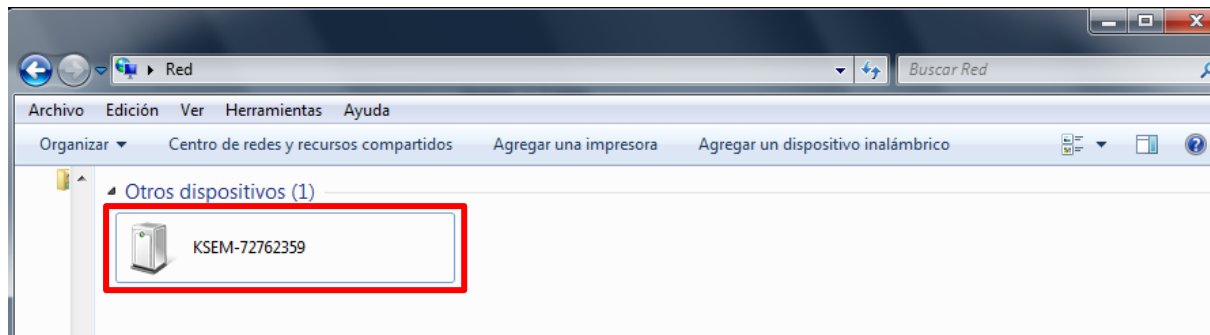 Red
Buscar Red
Archivo Edición Ver Herramientas Ayuda
Organizar Centro de redes y recursos compartidos Agregar una impresora Agregar un dispositivo inalámbrico
Otros dispositivos (1)
KSEM-72762359